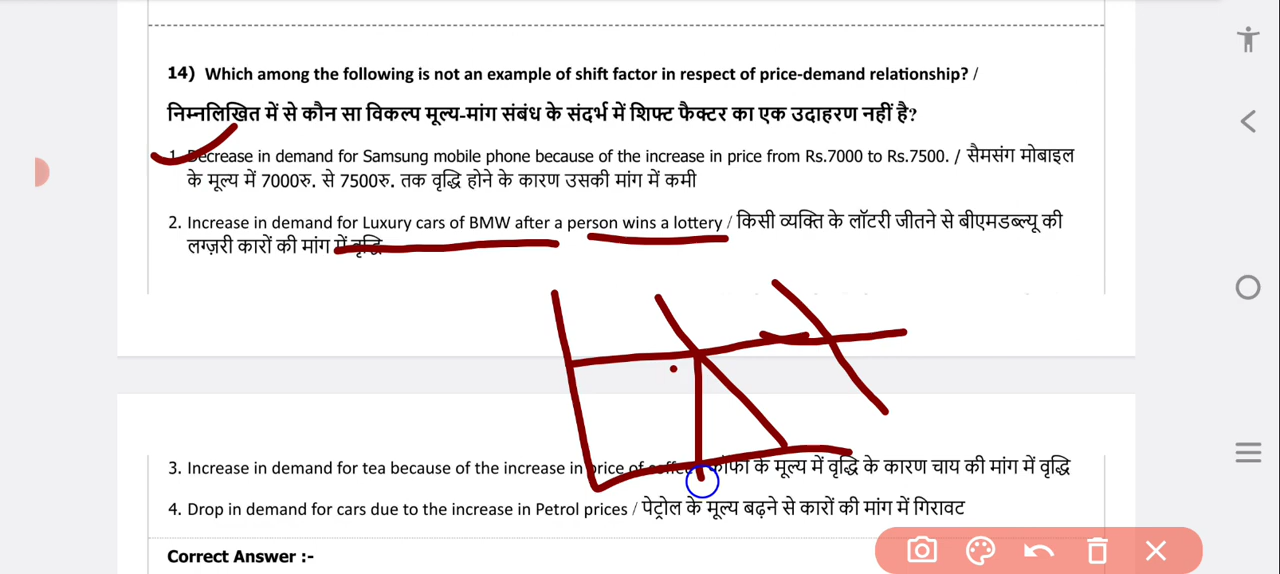 14) Which among the following is not an example of shift factor in respect of price-demand relationship? /
निम्नलिखित में से कौन सा विकल्प मूल्य-मांग संबंध के संदर्भ में शिफ्ट फैक्टर का एक उदाहरण नहीं है?
1. Decrease in demand for Samsung mobile phone because of the increase in price from Rs.7000 to Rs.7500. / सैमसंग मोबाइल
के मूल्य में 7000रु. से 7500रु. तक वृद्धि होने के कारण उसकी मांग में कमी
2. Increase in demand for Luxury cars of BMW after a person wins a lottery / किसी व्यक्ति के लॉटरी जीतने से बीएमडब्ल्यू की
लग्ज़री कारों की मांग में वृद्धि
3. Increase in demand for tea because of the increase in price of coffee कॉफी के मूल्य में वृद्धि के कारण चाय की मांग में वृद्धि
4. Drop in demand for cars due to the increase in Petrol prices / पेट्रोल के मूल्य बढ़ने से कारों की मांग में गिरावट
Correct Answer :-